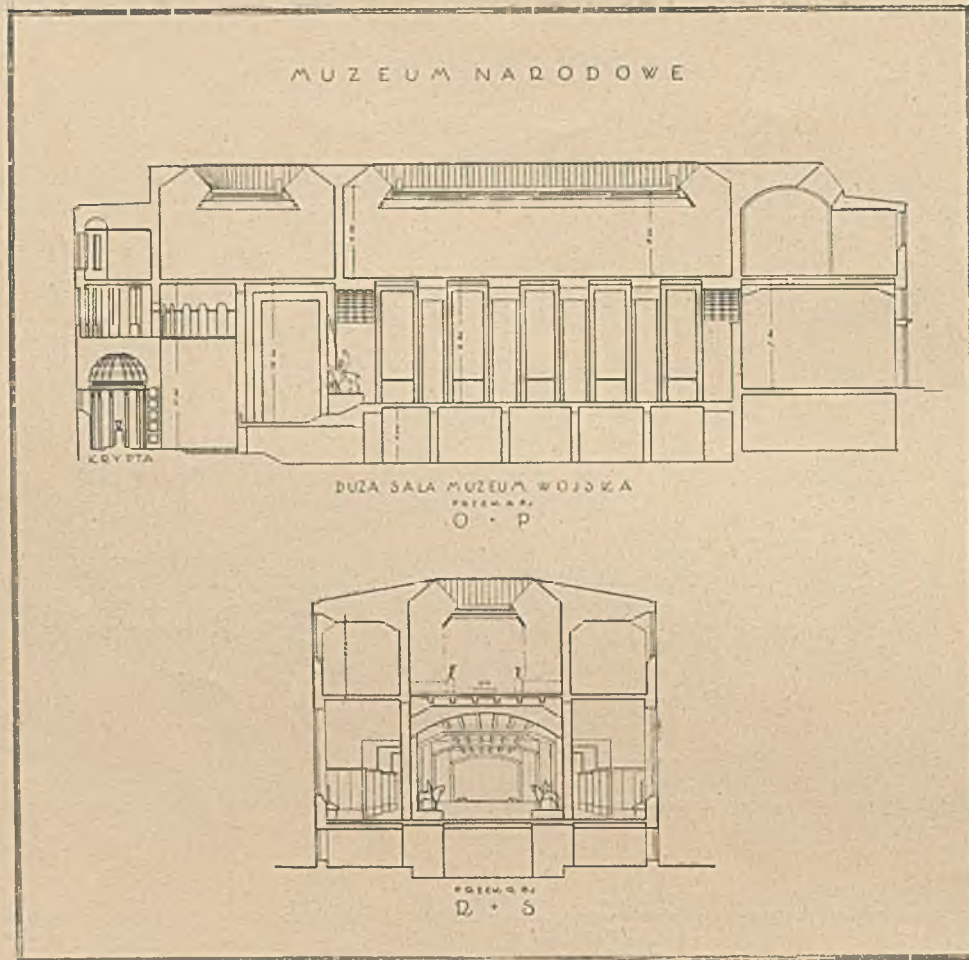 MUZEUM NARODOWE
KRYPTA
DUŻA SALA MUZEUM WOJSKA
PRZEKRÓJ
O - P
PRZEKRÓJ
R - S